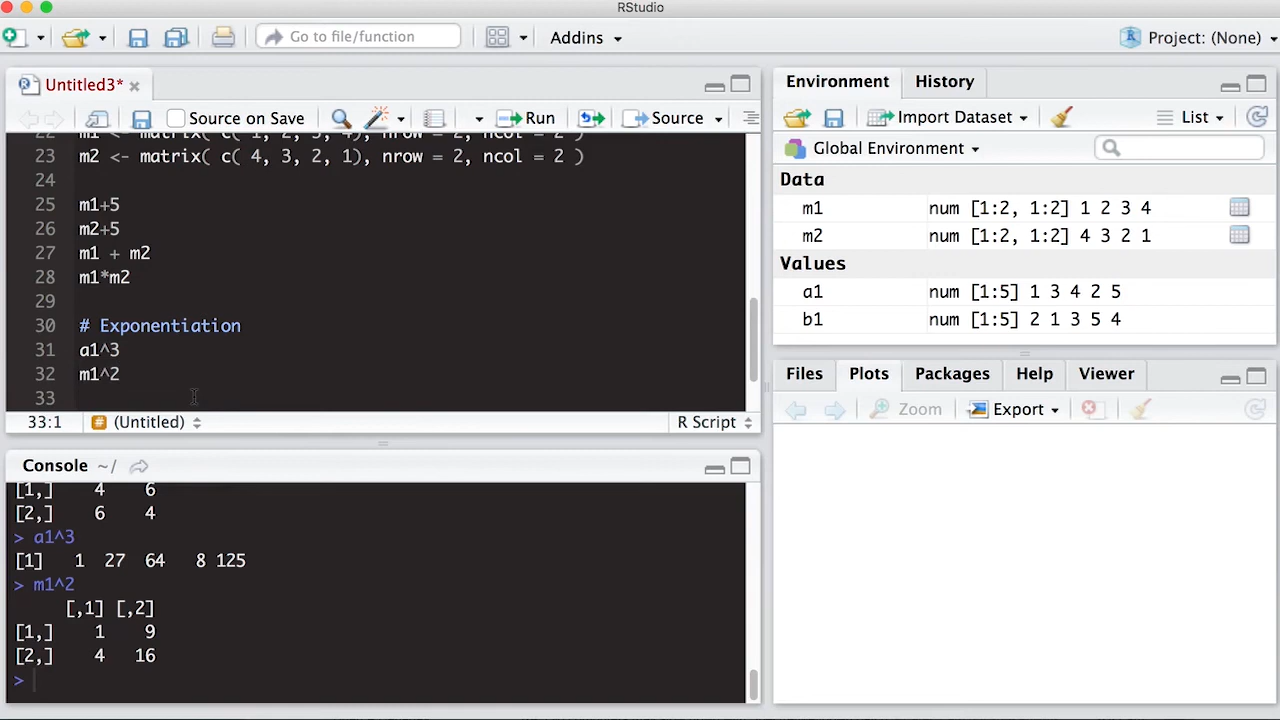 RStudio
Go to file/function
Addins
Project: (None)
Untitled3*
Source on Save
Run
Source
23 m2 <- matrix( c( 4, 3, 2, 1), nrow = 2, ncol = 2 )
24
25 m1+5
26 m2+5
27 m1 + m2
28 m1*m2
29
30 # Exponentiation
31 a1^3
32 m1^2
33
33:1
(Untitled)
R Script
Console ~/
[1,] 4 6
[2,] 6 4
> a1^3
[1] 1 27 64 8 125
> m1^2
[,1] [,2]
[1,] 1 9
[2,] 4 16
>
Environment History
Import Dataset
List
Global Environment
Data
m1 num [1:2, 1:2] 1 2 3 4
m2 num [1:2, 1:2] 4 3 2 1
Values
a1 num [1:5] 1 3 4 2 5
b1 num [1:5] 2 1 3 5 4
Files Plots Packages Help Viewer
Zoom
Export